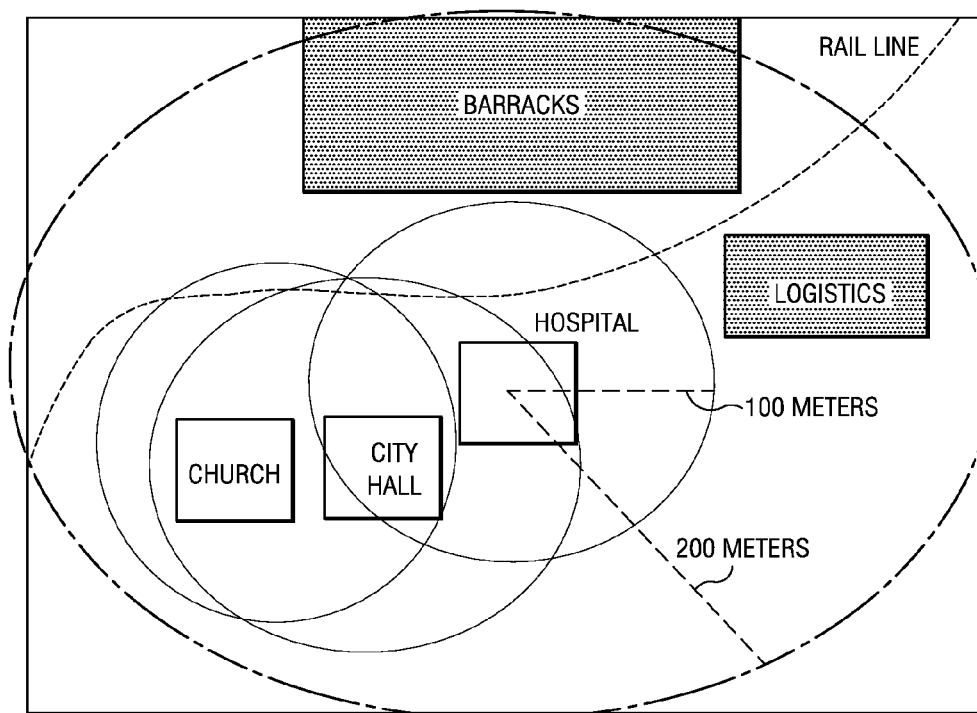 RAIL LINE
BARRACKS
LOGISTICS
HOSPITAL
100 METERS
CHURCH
CITY
HALL
200 METERS